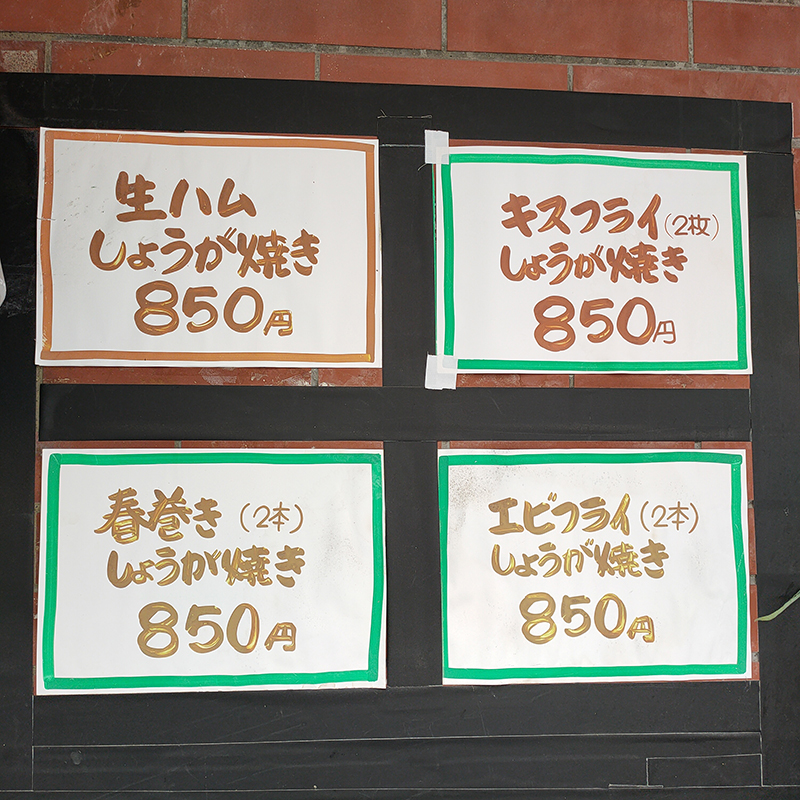 生ハム
しょうが焼き
850円
キスフライ(2枚)
しょうが焼き
850円
春巻き(2本)
しょうが焼き
850円
エビフライ(2本)
しょうが焼き
850円